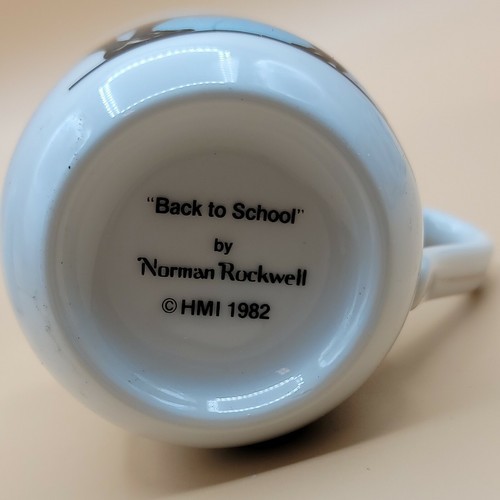 "Back to School"
by
Norman Rockwell
© HMI 1982